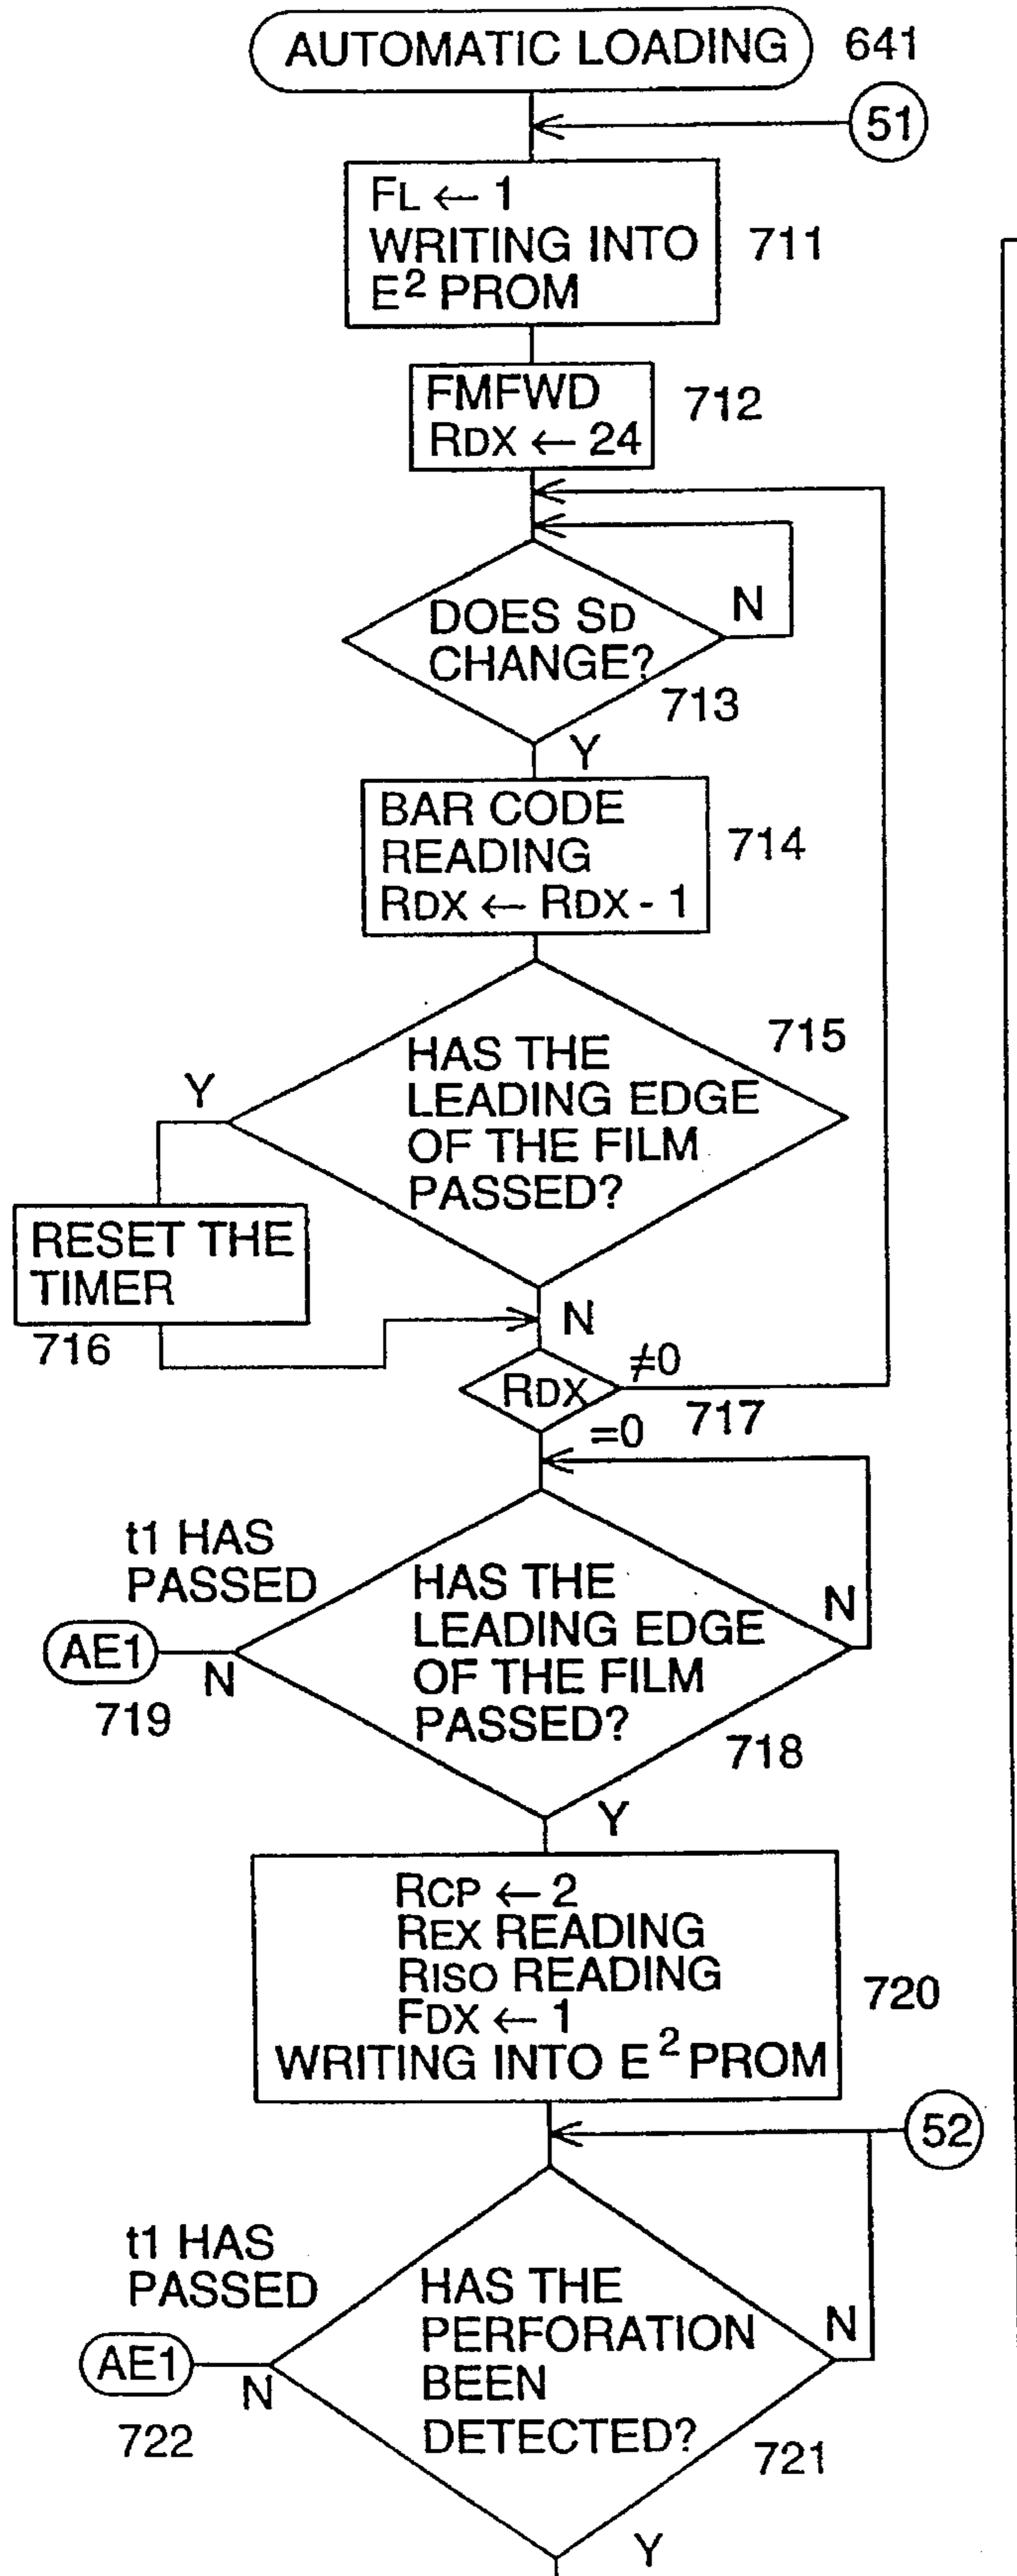 AUTOMATIC LOADING 641
51
FL ← 1
WRITING INTO
E² PROM
711
FMFWD
RDX ← 24
712
DOES SD
CHANGE?
N
713
Y
BAR CODE
READING
RDX ← RDX - 1
714
HAS THE
LEADING EDGE
OF THE FILM
PASSED?
715
Y
RESET THE
TIMER
716
N
RDX
≠0
717
=0
t1 HAS
PASSED
HAS THE
LEADING EDGE
OF THE FILM
PASSED?
N
AE1
N
719
718
Y
RCP ← 2
REX READING
RISO READING
FDX ← 1
WRITING INTO E² PROM
720
52
t1 HAS
PASSED
HAS THE
PERFORATION
BEEN
DETECTED?
N
AE1
N
722
721
Y